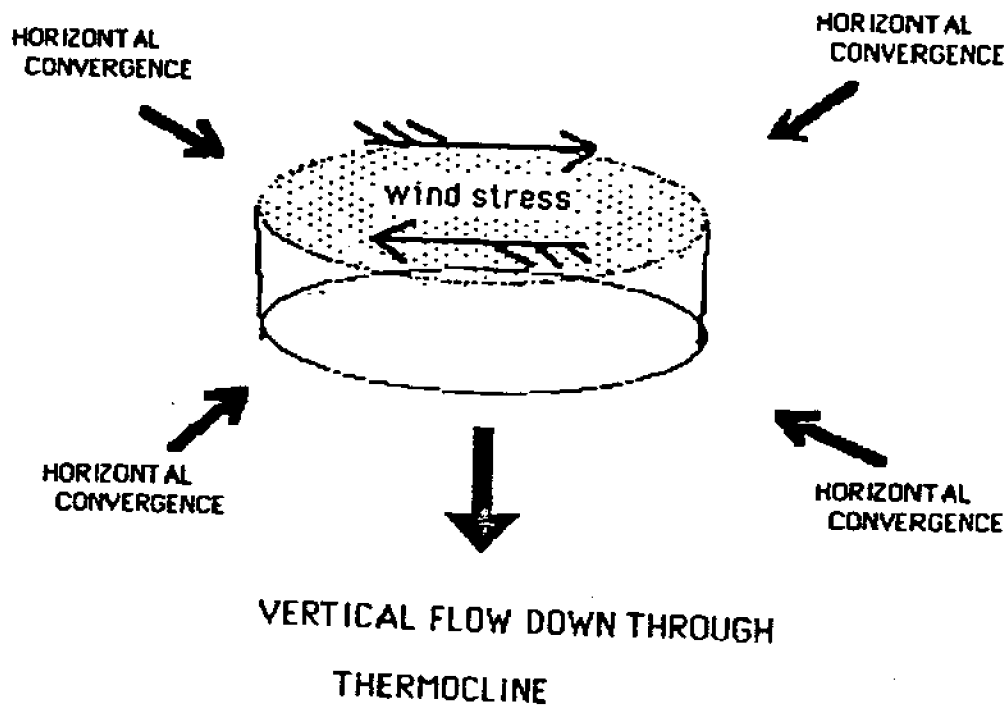 HORIZONTAL
CONVERGENCE
HORIZONTAL
CONVERGENCE
wind stress
HORIZONTAL
CONVERGENCE
HORIZONTAL
CONVERGENCE
VERTICAL FLOW DOWN THROUGH
THERMOCLINE